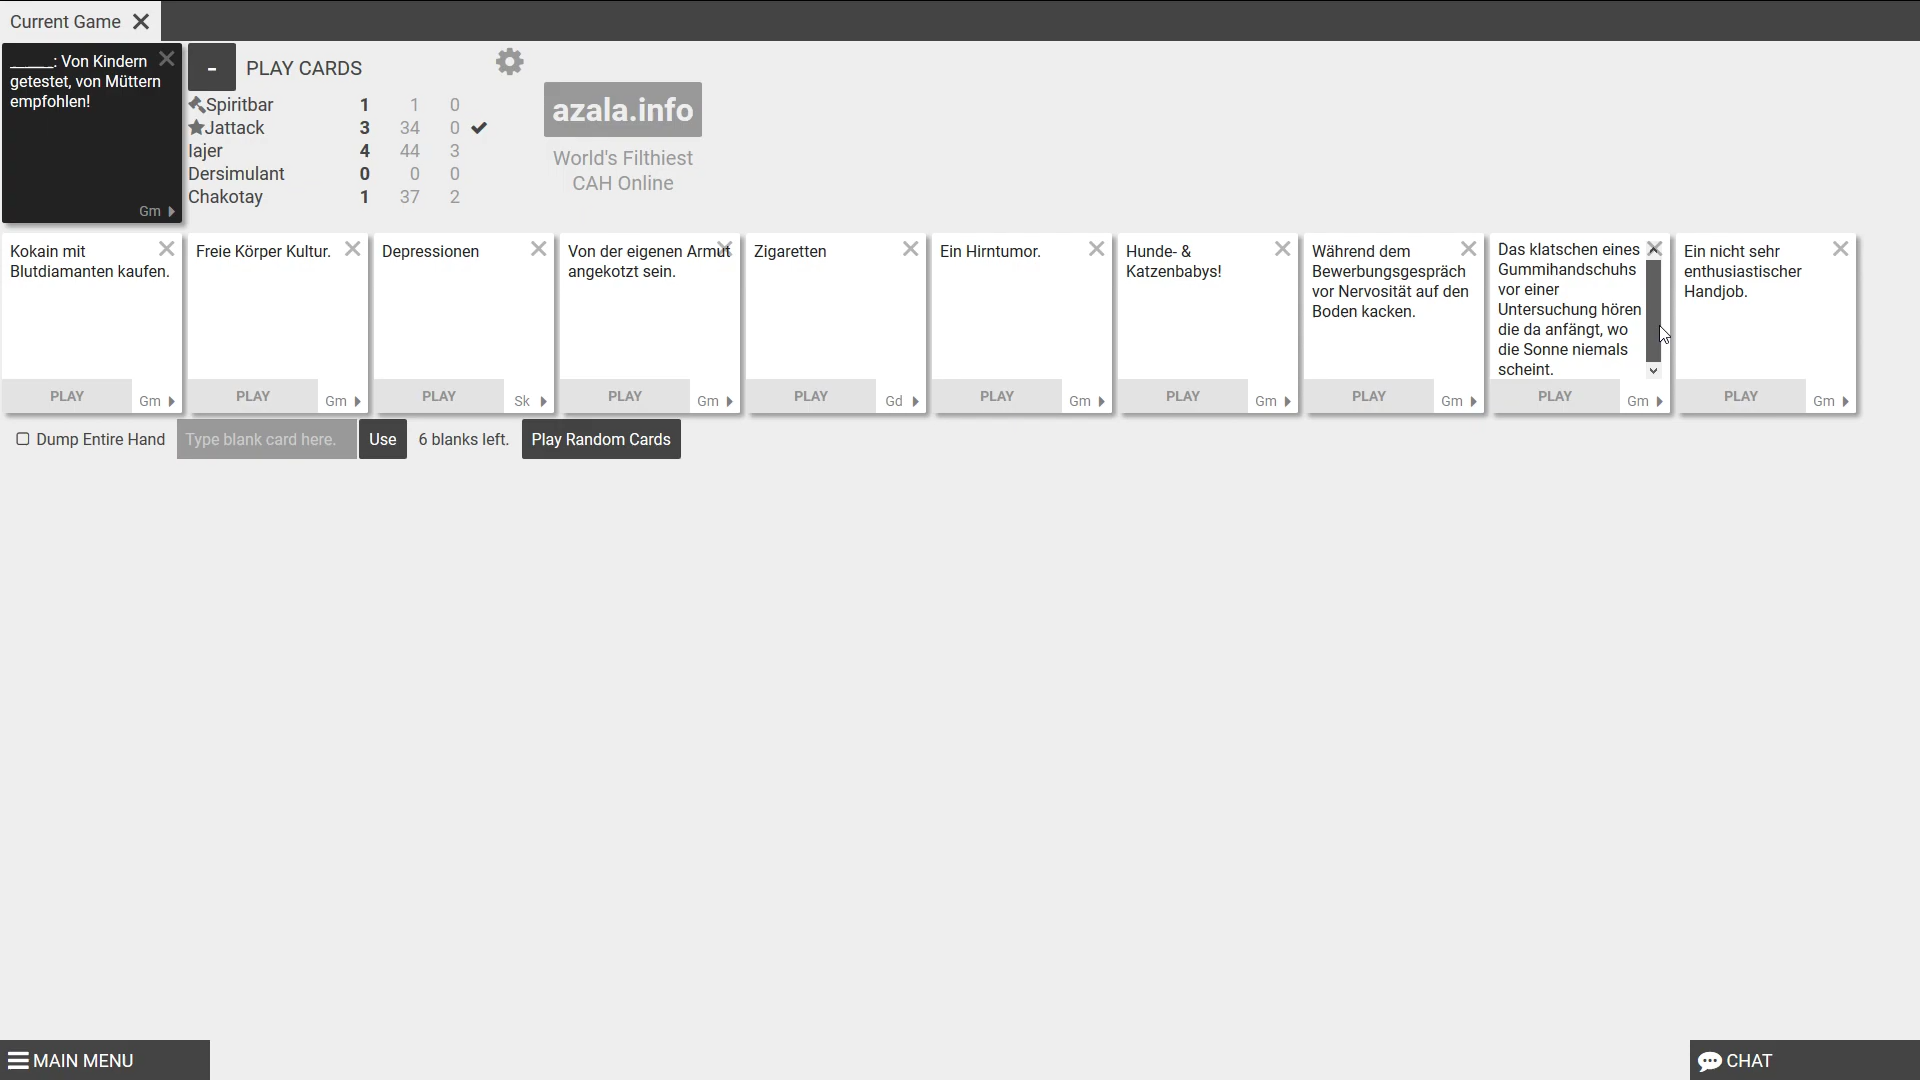 Current Game
_____: Von Kindern
getestet, von Müttern
empfohlen!
Gm
-
PLAY CARDS
Spiritbar 1 1 0
Jattack 3 34 0
lajer 4 44 3
Dersimulant 0 0 0
Chakotay 1 37 2
azala.info
World's Filthiest
CAH Online
Kokain mit
Blutdiamanten kaufen.
PLAY
Gm
Freie Körper Kultur.
PLAY
Gm
Depressionen
PLAY
Sk
Von der eigenen Armut
angekotzt sein.
PLAY
Gm
Zigaretten
PLAY
Gd
Ein Hirntumor.
PLAY
Gm
Hunde- &
Katzenbabys!
PLAY
Gm
Während dem
Bewerbungsgespräch
vor Nervosität auf den
Boden kacken.
PLAY
Gm
Das klatschen eines
Gummihandschuhs
vor einer
Untersuchung hören
die da anfängt, wo
die Sonne niemals
scheint.
PLAY
Gm
Ein nicht sehr
enthusiastischer
Handjob.
PLAY
Gm
Dump Entire Hand
Type blank card here.
Use
6 blanks left.
Play Random Cards
MAIN MENU
CHAT